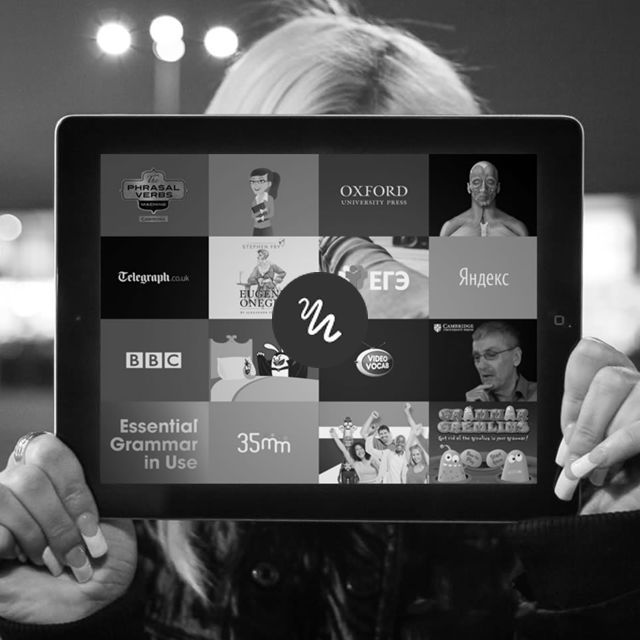 The
PHRASAL
VERBS
MACHINE
CAMBRIDGE
OXFORD
UNIVERSITY PRESS
Telegraph.co.uk
STEPHEN FRY
EUGENE
ONEGIN
ЕГЭ
Яндекс
BBC
VIDEO
VOCAB
CAMBRIDGE
Essential
Grammar
in Use
35mm
GRAMMAR
GREMLINS
Get rid of the gremlins in your grammar!